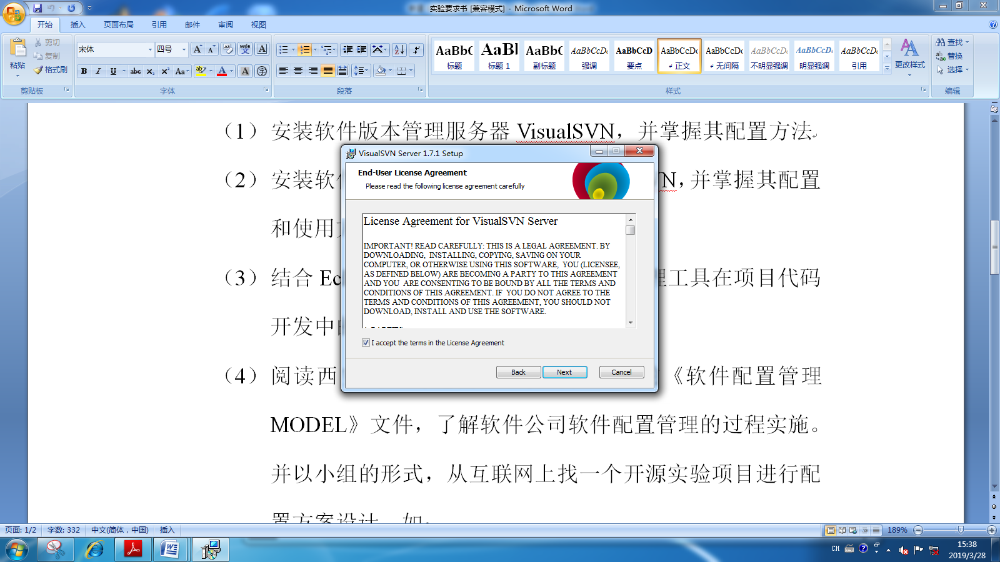 实验要求书 [兼容模式] - Microsoft Word
开始 插入 页面布局 引用 邮件 审阅 视图
粘贴 剪切 复制 格式刷
宋体 四号
AaBbC AaBl AaBbC AaBbCcDd AaBbCcD AaBbCcDc AaBbCcDc AaBbCcDc AaBbCcDc AaBbCcDc
标题 标题 1 副标题 强调 要点 正文 无间隔 不明显强调 明显强调 引用
更改样式
查找 替换 选择
剪贴板 字体 段落 样式 编辑
（1） 安装软件版本管理服务器 VisualSVN，并掌握其配置方法
（2） 安装软 VN，并掌握其配置
和使用
（3） 结合 Ec 理工具在项目代码
开发中
（4） 阅读西 《软件配置管理
MODEL》文件，了解软件公司软件配置管理的过程实施。
并以小组的形式，从互联网上找一个开源实验项目进行配
置方案设计，如：
VisualSVN Server 1.7.1 Setup
End-User License Agreement
Please read the following license agreement carefully
License Agreement for VisualSVN Server
IMPORTANT! READ CAREFULLY: THIS IS A LEGAL AGREEMENT. BY
DOWNLOADING, INSTALLING, COPYING, SAVING ON YOUR
COMPUTER, OR OTHERWISE USING THIS SOFTWARE, YOU (LICENSEE,
AS DEFINED BELOW) ARE BECOMING A PARTY TO THIS AGREEMENT
AND YOU ARE CONSENTING TO BE BOUND BY ALL THE TERMS AND
CONDITIONS OF THIS AGREEMENT. IF YOU DO NOT AGREE TO THE
TERMS AND CONDITIONS OF THIS AGREEMENT, YOU SHOULD NOT
DOWNLOAD, INSTALL AND USE THE SOFTWARE.
I accept the terms in the License Agreement
Back Next Cancel
页面: 1/2 字数: 332 中文(简体，中国) 插入 189%
CH 15:38
2019/3/28